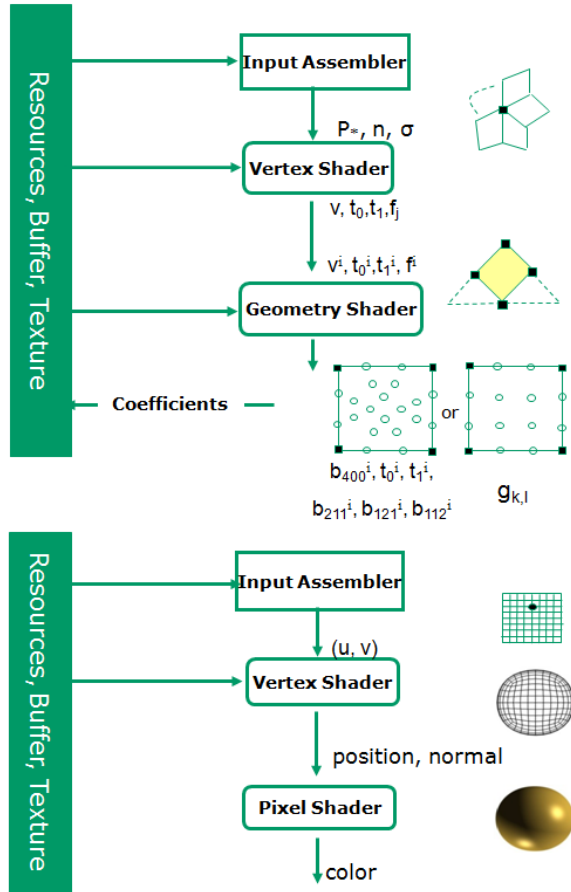 Resources, Buffer, Texture
Input Assembler
P*, n, σ
Vertex Shader
v, t₀,t₁,fⱼ
vⁱ, t₀ⁱ,t₁ⁱ, fⁱ
Geometry Shader
Coefficients
or
b₄₀₀ⁱ, t₀ⁱ, t₁ⁱ,
b₂₁₁ⁱ, b₁₂₁ⁱ, b₁₁₂ⁱ
g_{k,l}
Resources, Buffer, Texture
Input Assembler
(u, v)
Vertex Shader
position, normal
Pixel Shader
color